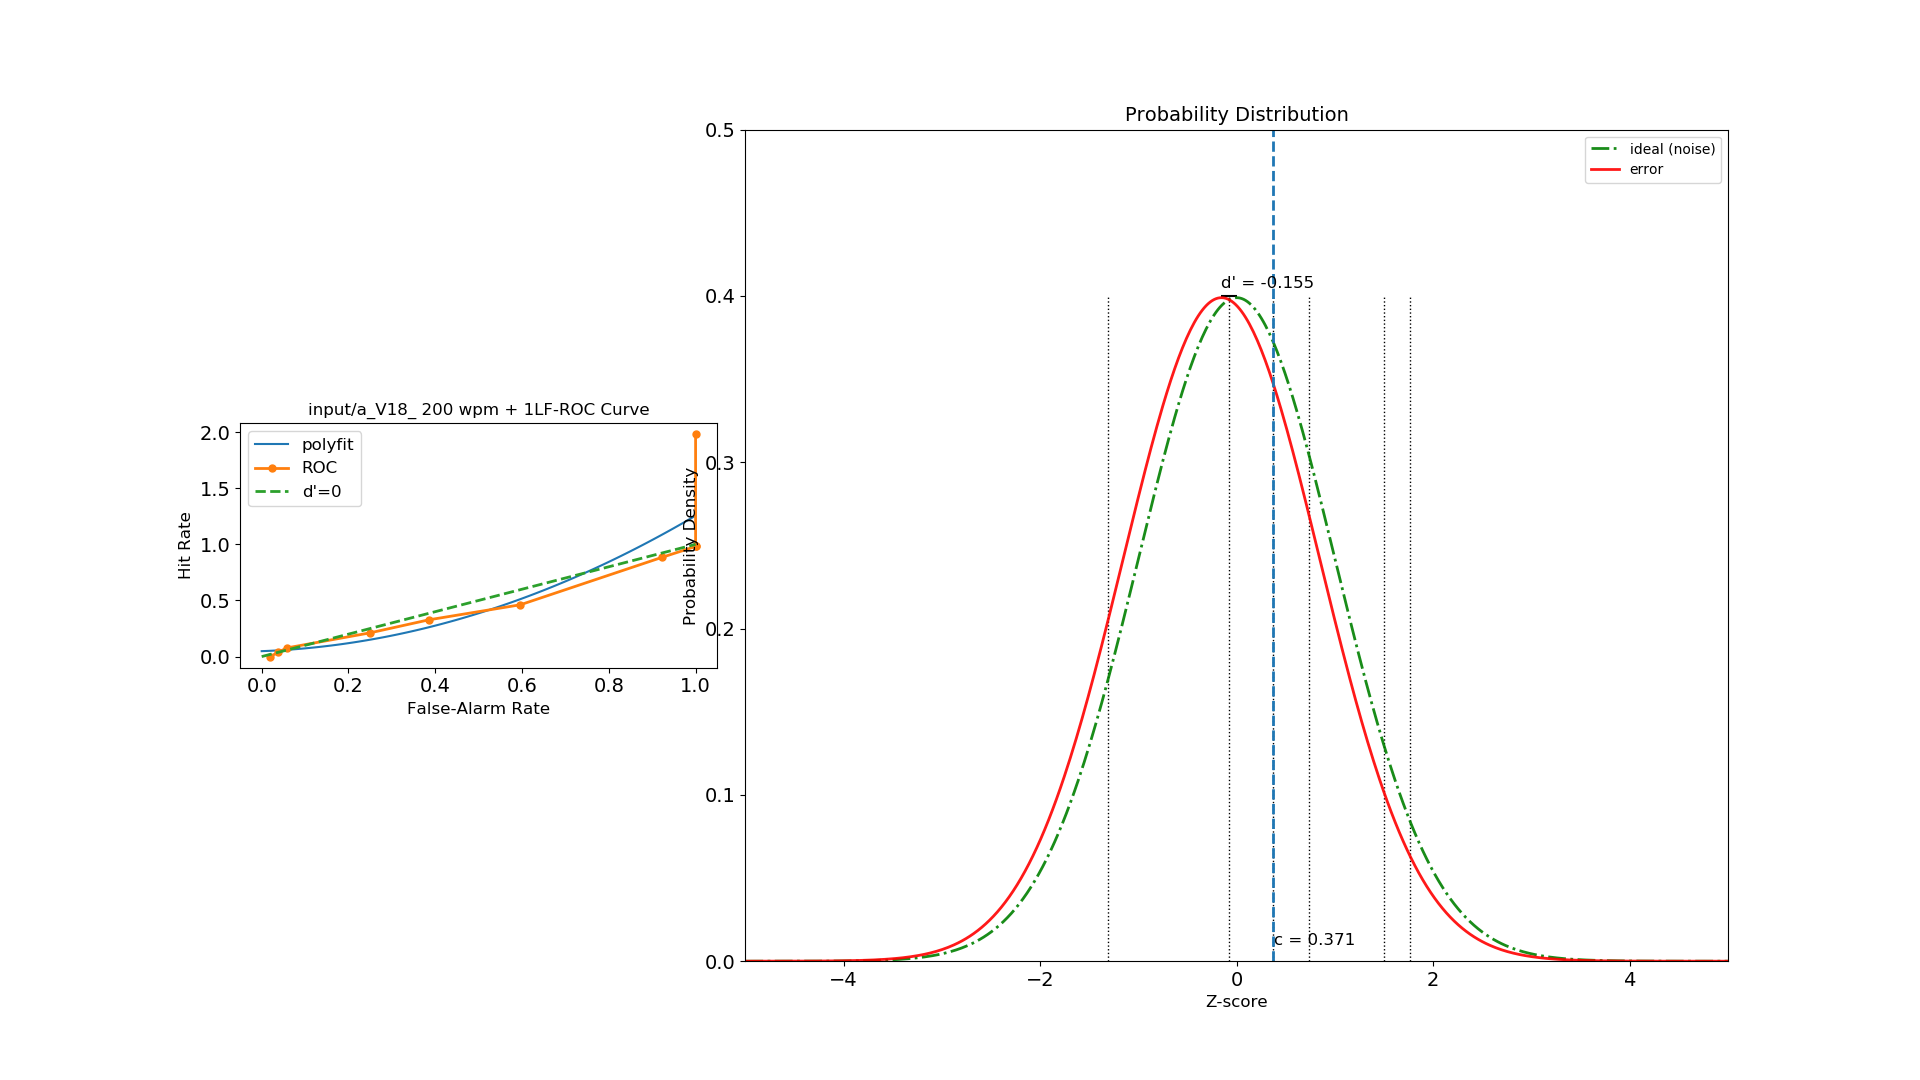 input/a_V18_ 200 wpm + 1LF-ROC Curve
polyfit
ROC
d'=0
Hit Rate
2.0
1.5
1.0
0.5
0.0
0.0 0.2 0.4 0.6 0.8 1.0
False-Alarm Rate
Probability Distribution
ideal (noise)
error
d' = -0.155
c = 0.371
Probability Density
0.5
0.4
0.3
0.2
0.1
0.0
−4 −2 0 2 4
Z-score